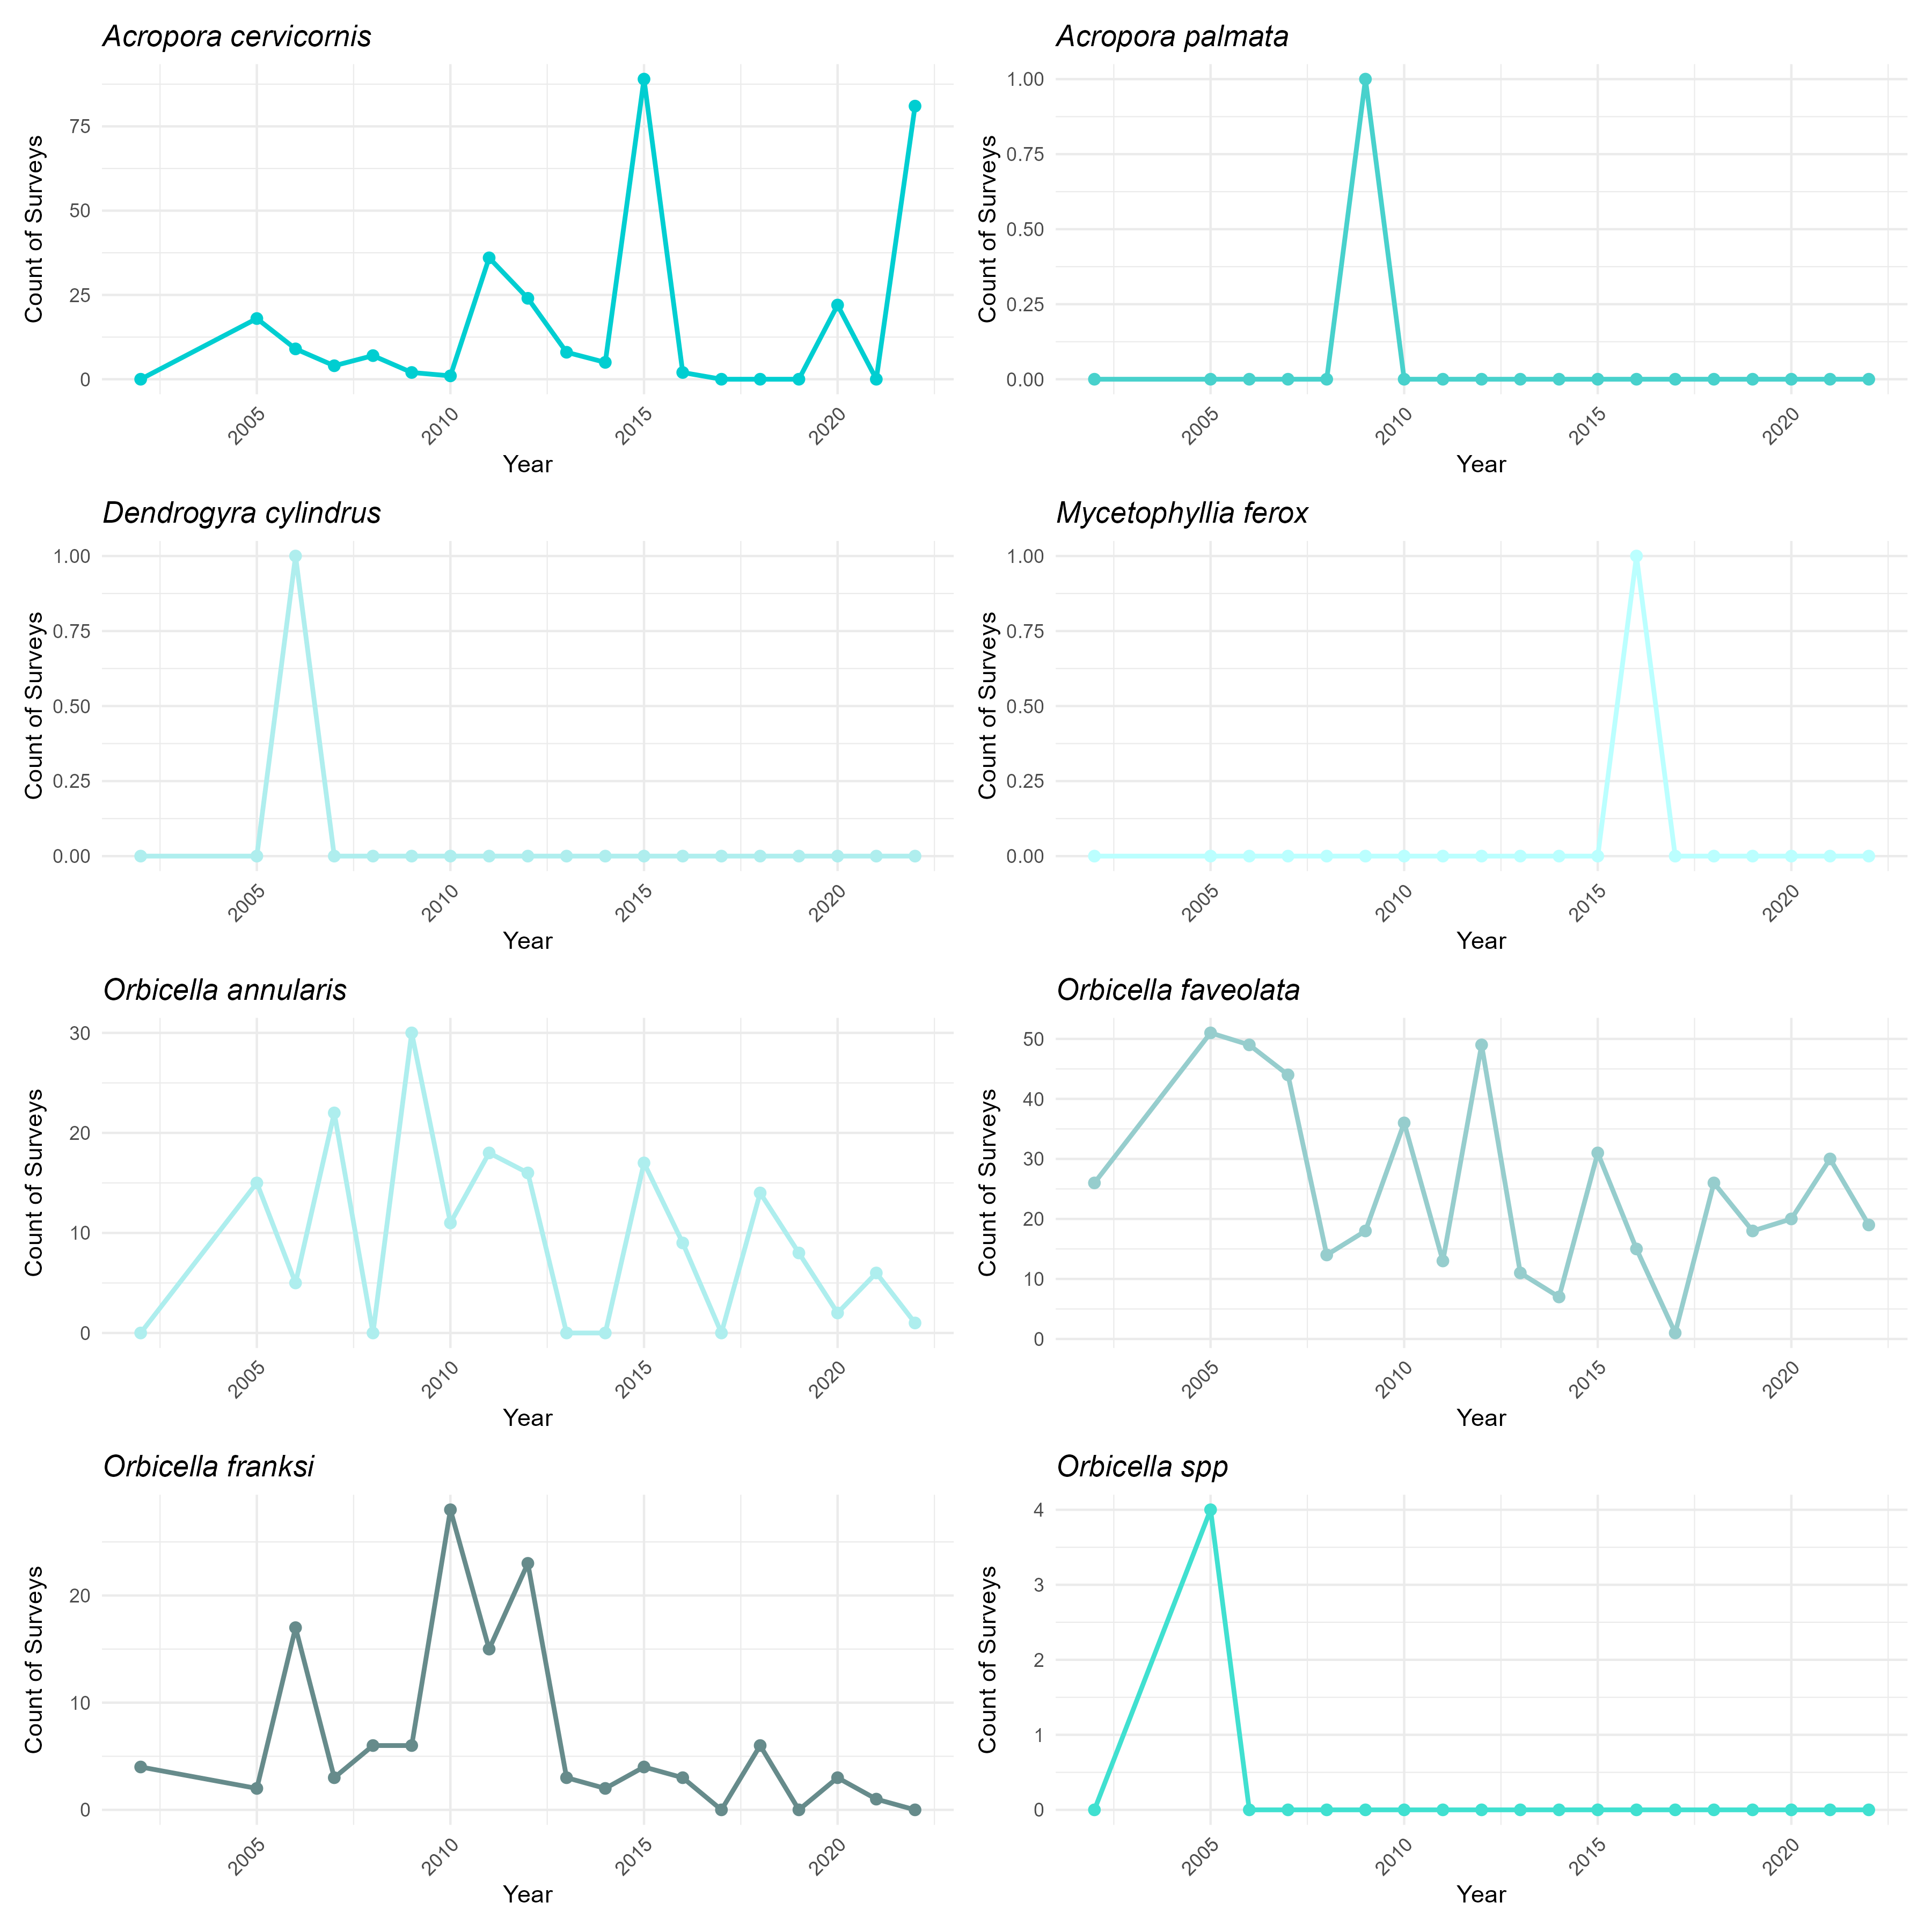 Acropora cervicornis
Count of Surveys
75
50
25
0
2005
2010
2015
2020
Year
Acropora palmata
Count of Surveys
1.00
0.75
0.50
0.25
0.00
2005
2010
2015
2020
Year
Dendrogyra cylindrus
Count of Surveys
1.00
0.75
0.50
0.25
0.00
2005
2010
2015
2020
Year
Mycetophyllia ferox
Count of Surveys
1.00
0.75
0.50
0.25
0.00
2005
2010
2015
2020
Year
Orbicella annularis
Count of Surveys
30
20
10
0
2005
2010
2015
2020
Year
Orbicella faveolata
Count of Surveys
50
40
30
20
10
0
2005
2010
2015
2020
Year
Orbicella franksi
Count of Surveys
20
10
0
2005
2010
2015
2020
Year
Orbicella spp
Count of Surveys
4
3
2
1
0
2005
2010
2015
2020
Year